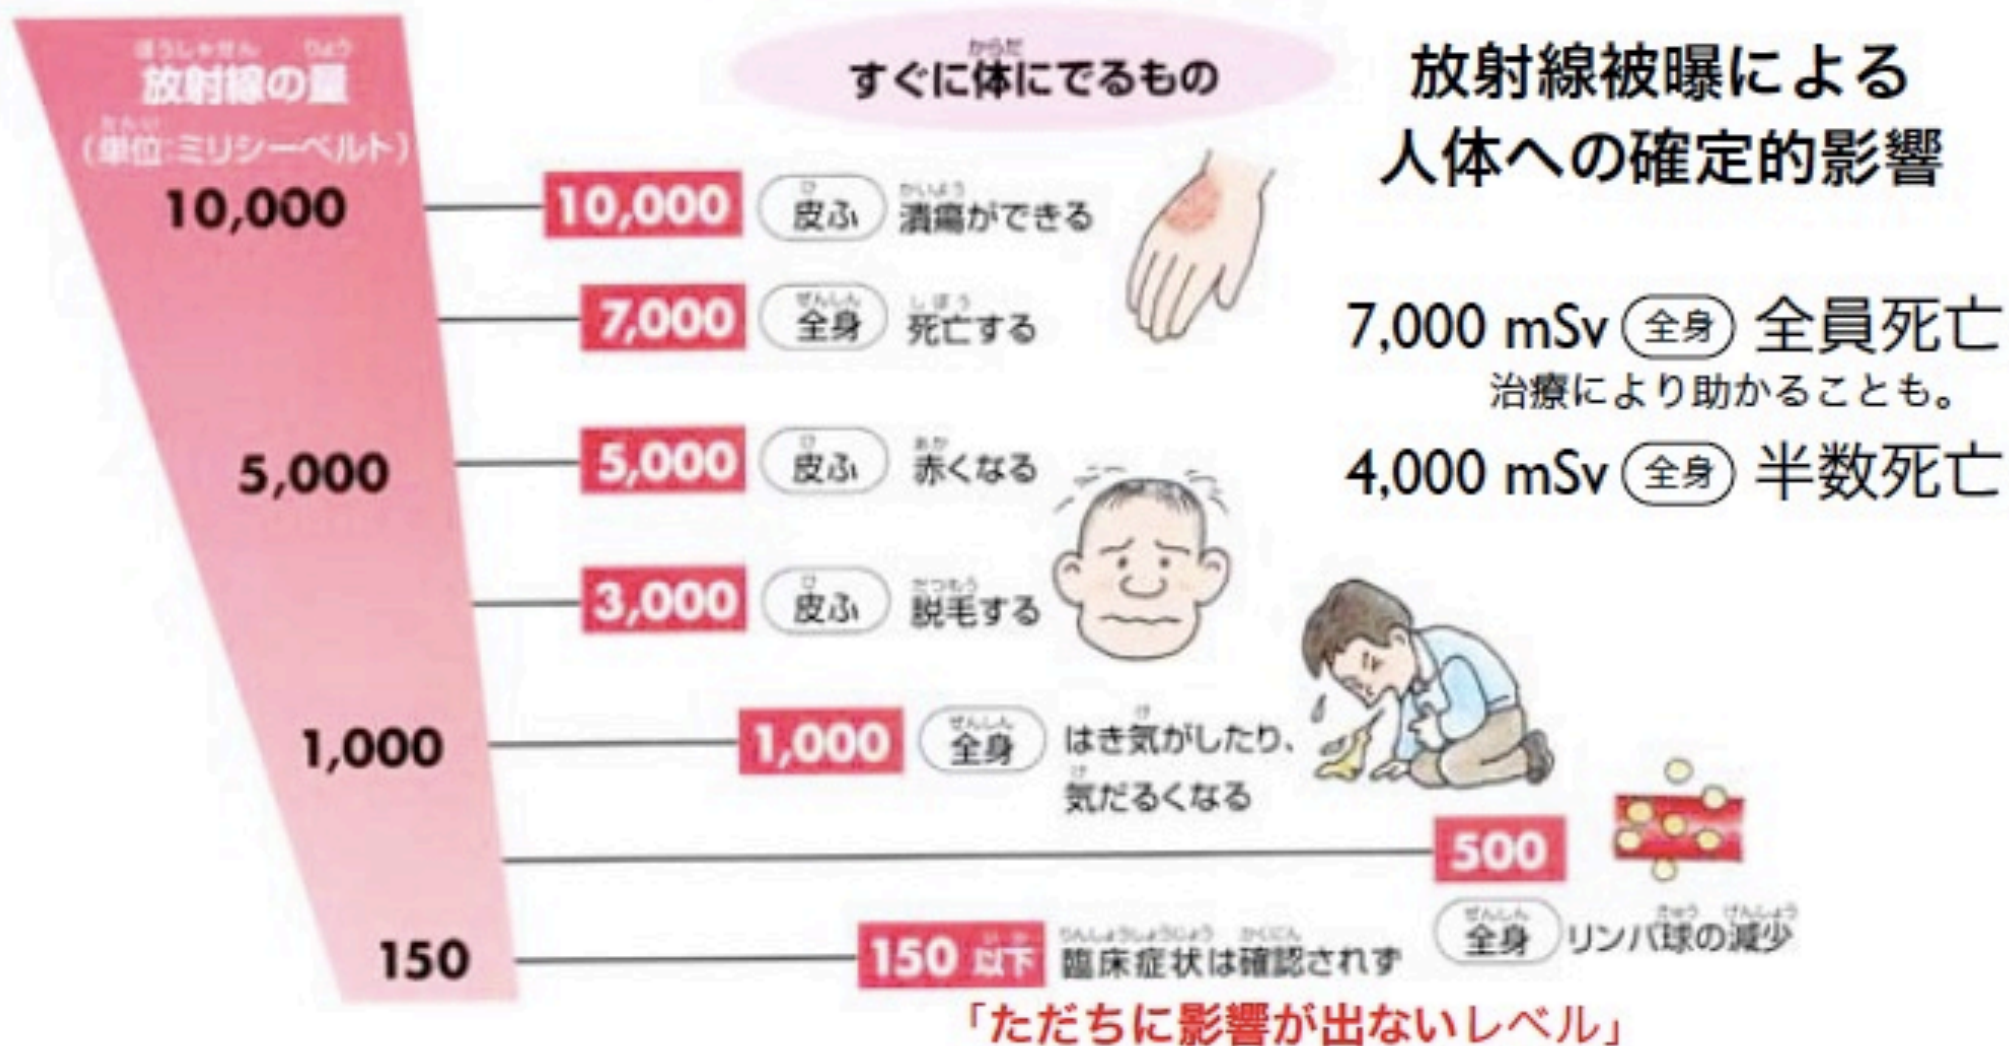 放射線の量
(単位:ミリシーベルト)
10,000
5,000
1,000
150
すぐに体にでるもの
10,000 皮ふ 潰瘍ができる
7,000 全身 死亡する
5,000 皮ふ 赤くなる
3,000 皮ふ 脱毛する
1,000 全身 はき気がしたり、
気だるくなる
500
全身 リンパ球の減少
150 以下 臨床症状は確認されず
「ただちに影響が出ないレベル」
放射線被曝による
人体への確定的影響
7,000 mSv 全身 全員死亡
治療により助かることも。
4,000 mSv 全身 半数死亡